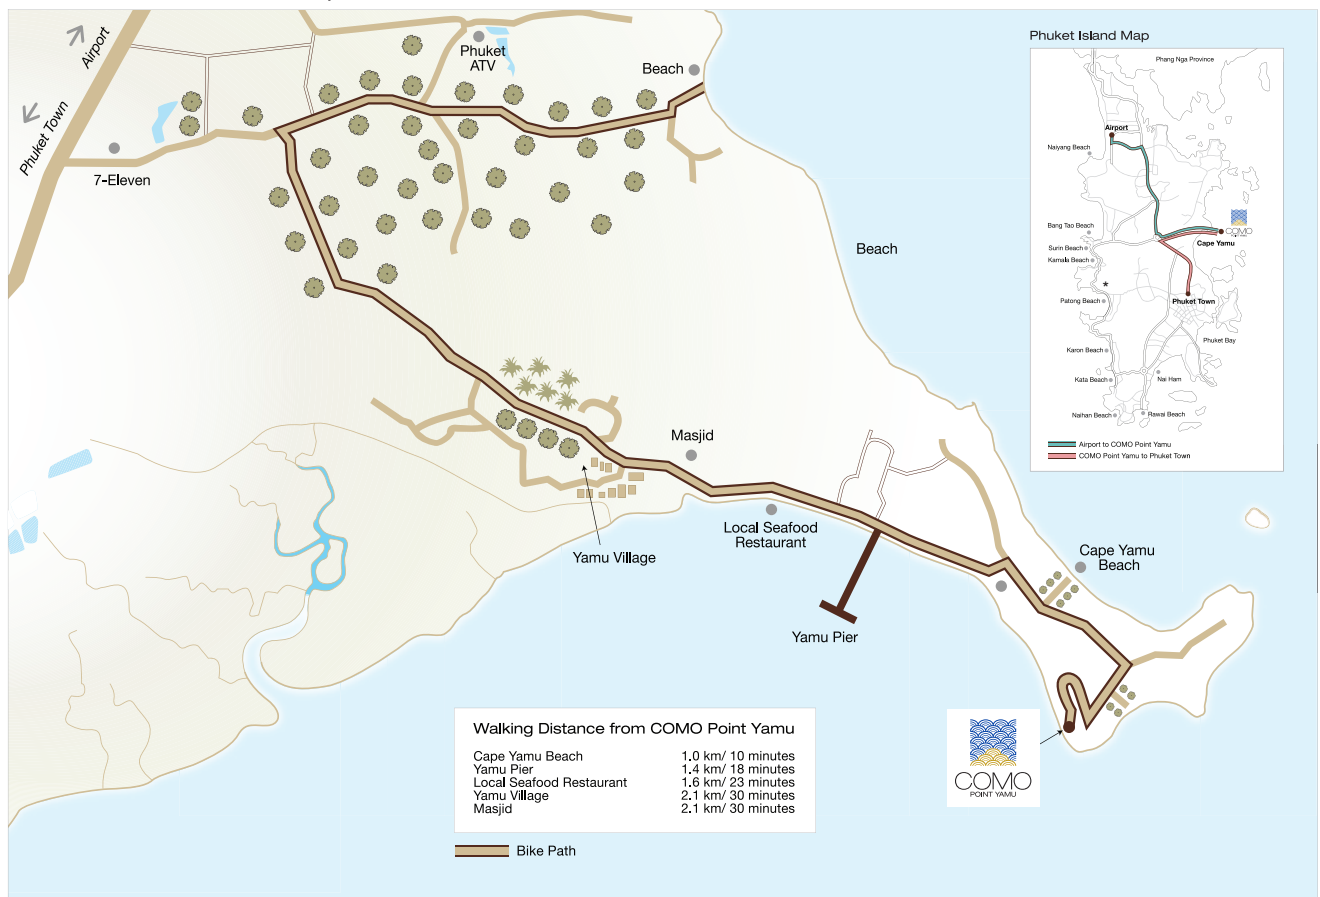 Airport
Phuket Town
7-Eleven
Phuket
ATV
Beach
Beach
Masjid
Local Seafood
Restaurant
Yamu Village
Yamu Pier
Cape Yamu
Beach
COMO
POINT YAMU
Walking Distance from COMO Point Yamu
Cape Yamu Beach 1.0 km/ 10 minutes
Yamu Pier 1.4 km/ 18 minutes
Local Seafood Restaurant 1.6 km/ 23 minutes
Yamu Village 2.1 km/ 30 minutes
Masjid 2.1 km/ 30 minutes
Bike Path
Phuket Island Map
Phang Nga Province
Airport
Naiyang Beach
Bang Tao Beach
COMO
POINT YAMU
Cape Yamu
Surin Beach
Kamala Beach
*
Patong Beach
Phuket Town
Phuket Bay
Karon Beach
Kata Beach
Nai Ham
Naihan Beach
Rawai Beach
Airport to COMO Point Yamu
COMO Point Yamu to Phuket Town